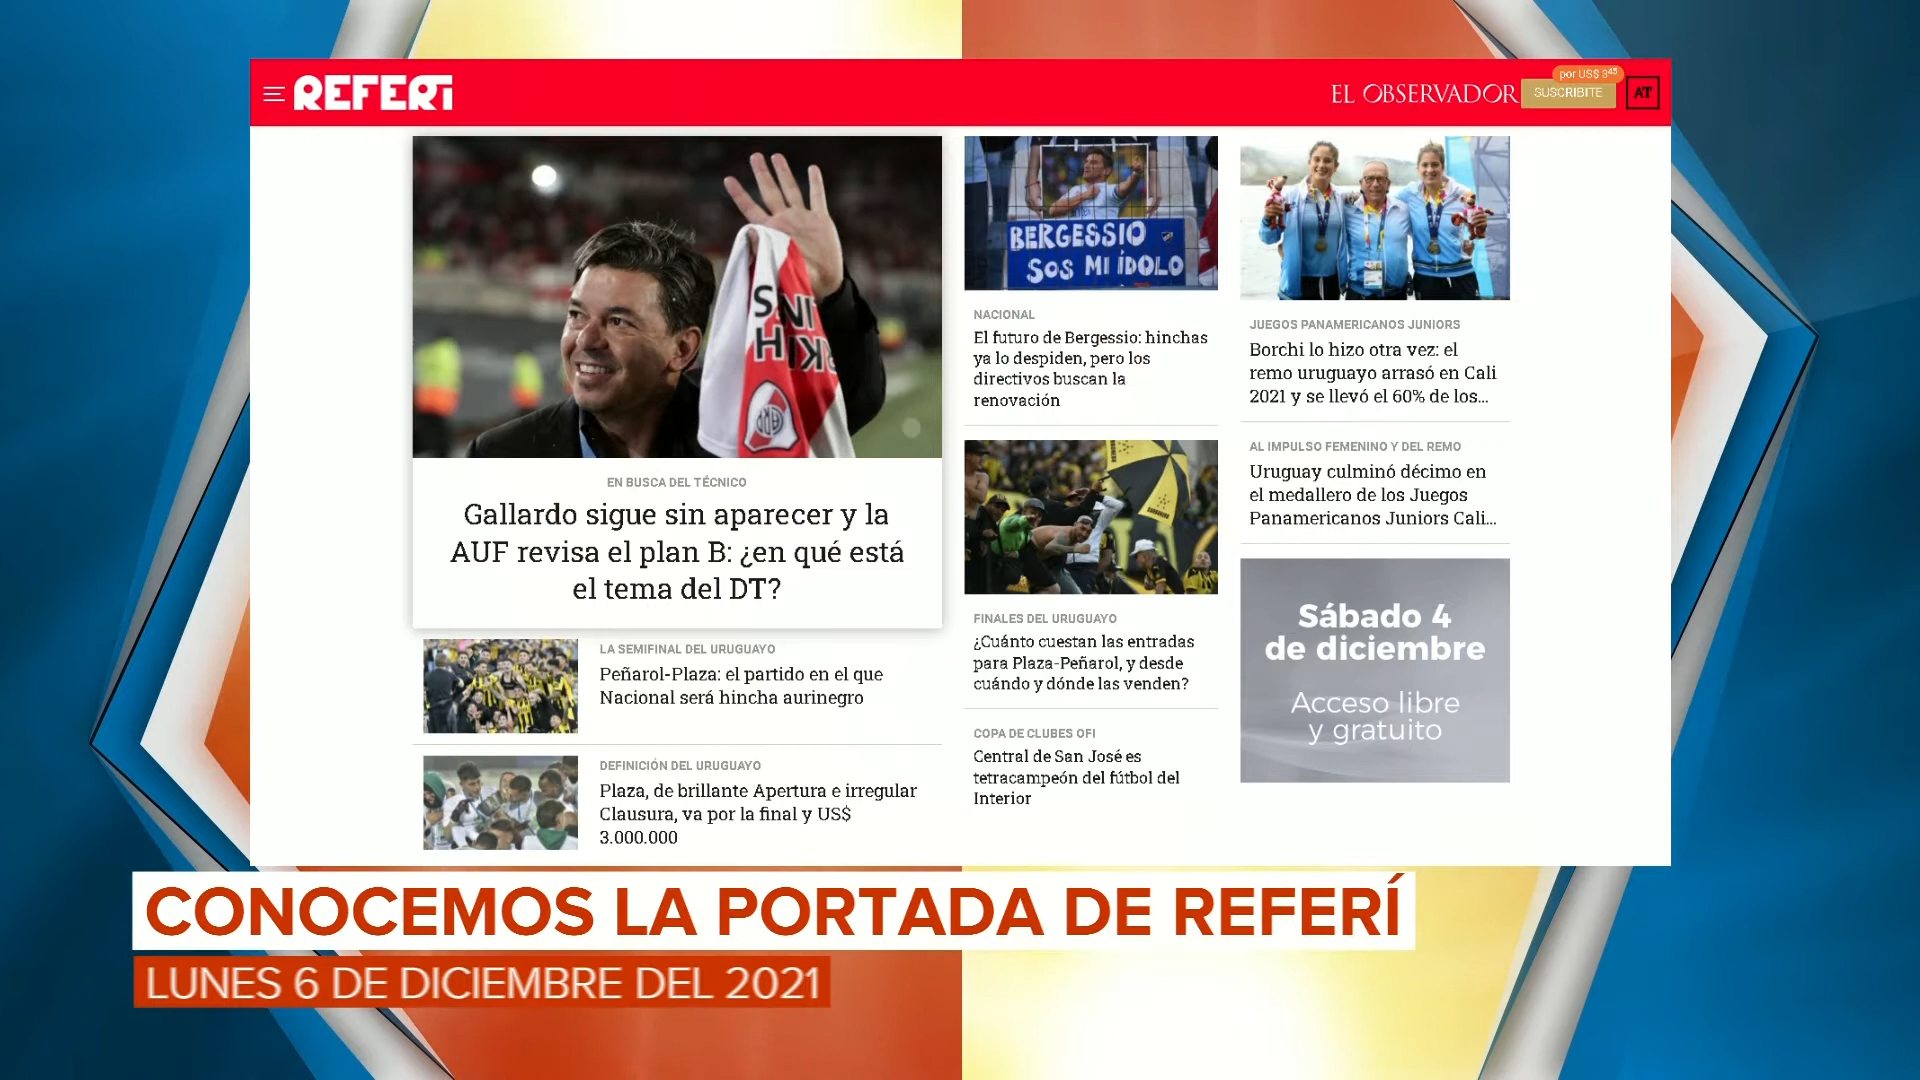 REFERÍ
EL OBSERVADOR
por US$ 345
SUSCRIBITE
AT
EN BUSCA DEL TÉCNICO
Gallardo sigue sin aparecer y la
AUF revisa el plan B: ¿en qué está
el tema del DT?
LA SEMIFINAL DEL URUGUAYO
Peñarol-Plaza: el partido en el que
Nacional será hincha aurinegro
DEFINICIÓN DEL URUGUAYO
Plaza, de brillante Apertura e irregular
Clausura, va por la final y US$
3.000.000
BERGESSIO
SOS MI ÍDOLO
NACIONAL
El futuro de Bergessio: hinchas
ya lo despiden, pero los
directivos buscan la
renovación
FINALES DEL URUGUAYO
¿Cuánto cuestan las entradas
para Plaza-Peñarol, y desde
cuándo y dónde las venden?
COPA DE CLUBES OFI
Central de San José es
tetracampeón del fútbol del
Interior
JUEGOS PANAMERICANOS JUNIORS
Borchi lo hizo otra vez: el
remo uruguayo arrasó en Cali
2021 y se llevó el 60% de los...
AL IMPULSO FEMENINO Y DEL REMO
Uruguay culminó décimo en
el medallero de los Juegos
Panamericanos Juniors Cali...
Sábado 4
de diciembre
Acceso libre
y gratuito
CONOCEMOS LA PORTADA DE REFERÍ
LUNES 6 DE DICIEMBRE DEL 2021